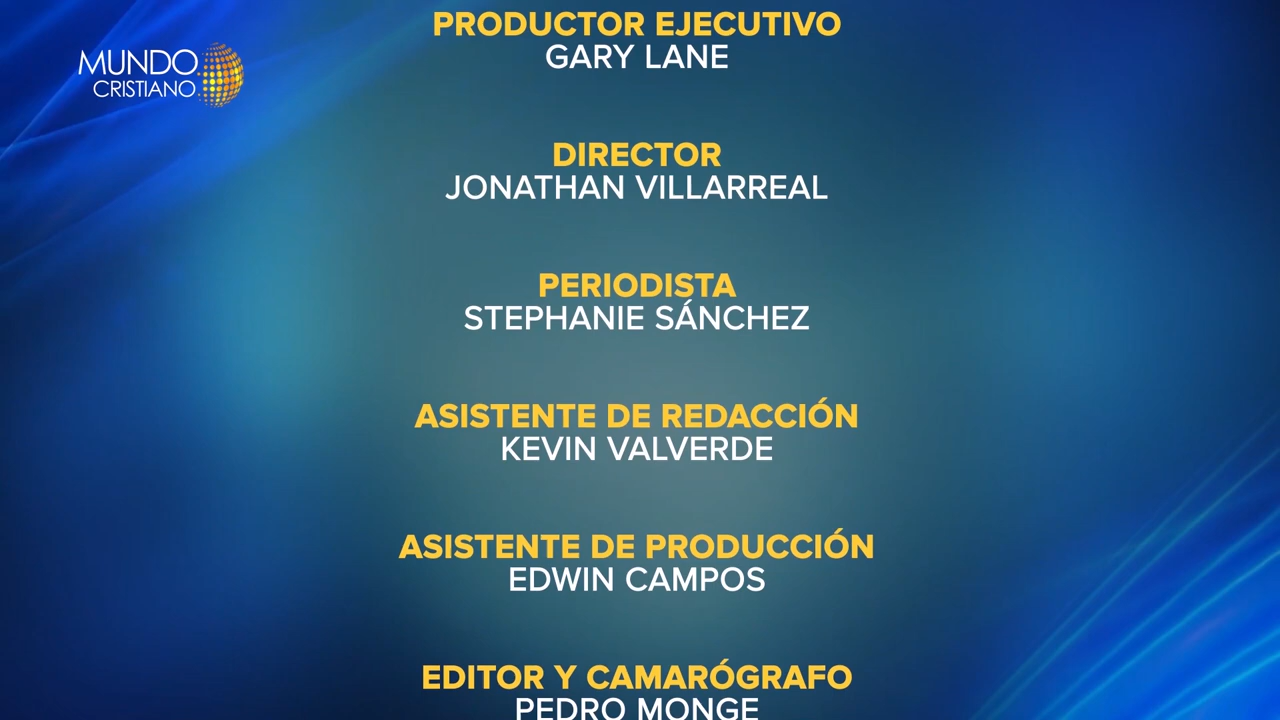 MUNDO
CRISTIANO
PRODUCTOR EJECUTIVO
GARY LANE
DIRECTOR
JONATHAN VILLARREAL
PERIODISTA
STEPHANIE SÁNCHEZ
ASISTENTE DE REDACCIÓN
KEVIN VALVERDE
ASISTENTE DE PRODUCCIÓN
EDWIN CAMPOS
EDITOR Y CAMARÓGRAFO
PEDRO MONGE